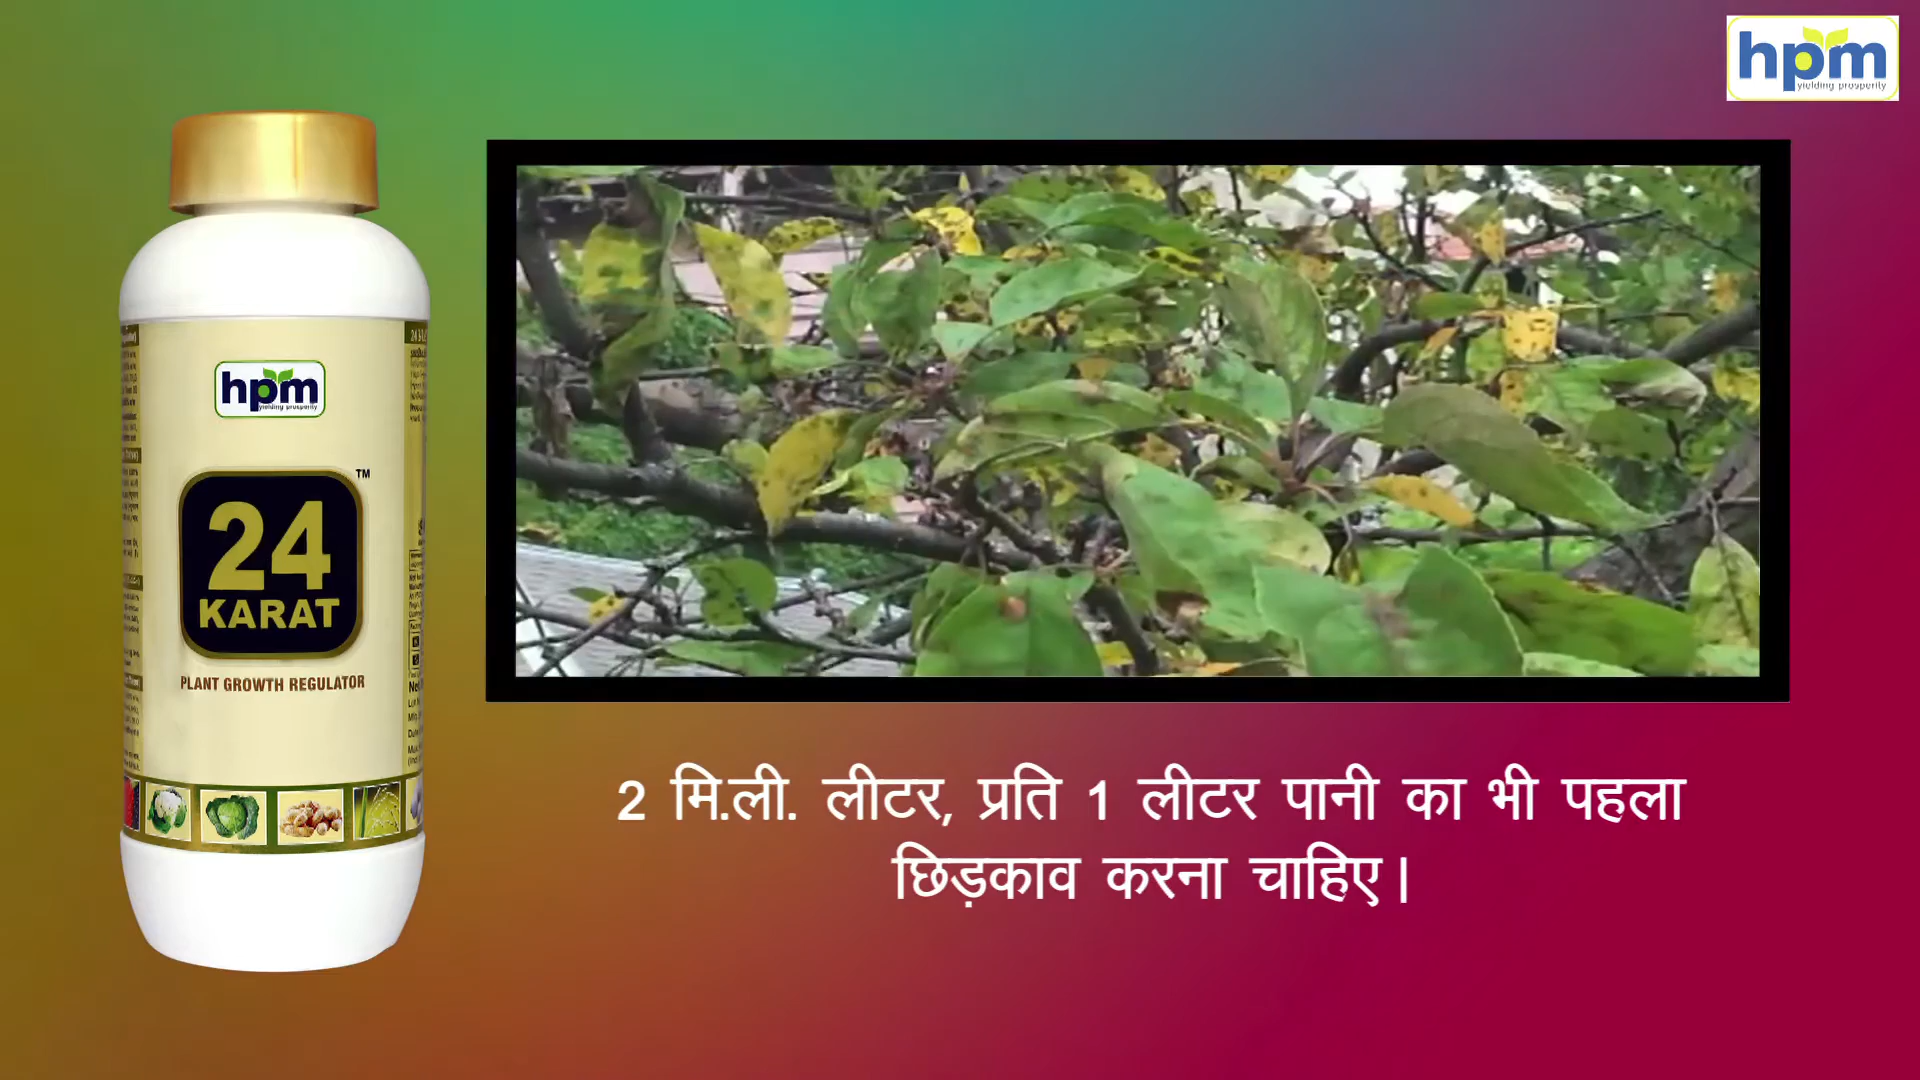 hpm
yielding prosperity
hpm
yielding prosperity
TM
24
KARAT
PLANT GROWTH REGULATOR
2 मि.ली. लीटर, प्रति 1 लीटर पानी का भी पहला
छिड़काव करना चाहिए।